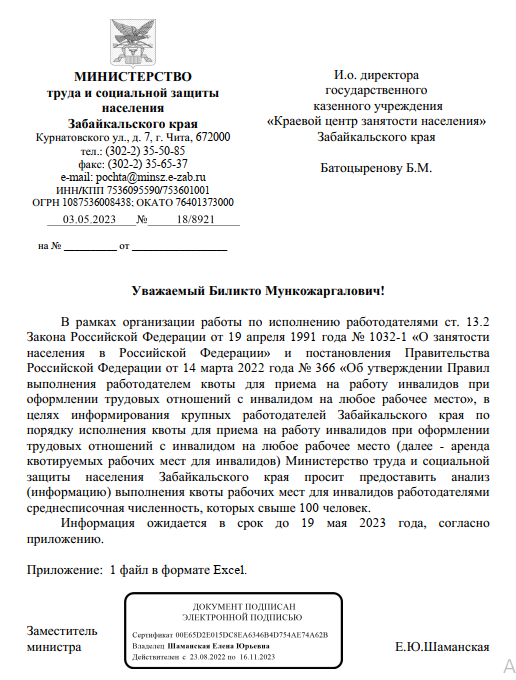 МИНИСТЕРСТВО
труда и социальной защиты
населения
Забайкальского края
Курнатовского ул., д. 7, г. Чита, 672000
тел.: (302-2) 35-50-85
факс: (302-2) 35-65-37
e-mail: pochta@minsz.e-zab.ru
ИНН/КПП 7536095590/753601001
ОГРН 1087536008438; ОКАТО 76401373000
03.05.2023 № 18/8921
на № __________ от __________________
И.о. директора
государственного
казенного учреждения
«Краевой центр занятости населения»
Забайкальского края
Батоцыренову Б.М.
Уважаемый Биликто Мункожаргалович!
В рамках организации работы по исполнению работодателями ст. 13.2
Закона Российской Федерации от 19 апреля 1991 года № 1032-1 «О занятости
населения в Российской Федерации» и постановления Правительства
Российской Федерации от 14 марта 2022 года № 366 «Об утверждении Правил
выполнения работодателем квоты для приема на работу инвалидов при
оформлении трудовых отношений с инвалидом на любое рабочее место», в
целях информирования крупных работодателей Забайкальского края по
порядку исполнения квоты для приема на работу инвалидов при оформлении
трудовых отношений с инвалидом на любое рабочее место (далее - аренда
квотируемых рабочих мест для инвалидов) Министерство труда и социальной
защиты населения Забайкальского края просит предоставить анализ
(информацию) выполнения квоты рабочих мест для инвалидов работодателями
среднесписочная численность, которых свыше 100 человек.
Информация ожидается в срок до 19 мая 2023 года, согласно
приложению.
Приложение: 1 файл в формате Excel.
ДОКУМЕНТ ПОДПИСАН
ЭЛЕКТРОННОЙ ПОДПИСЬЮ
Сертификат 00E65D2E015DC8EA6346B4D754AE74A62B
Владелец Шаманская Елена Юрьевна
Действителен с 23.08.2022 по 16.11.2023
Заместитель
министра
Е.Ю.Шаманская
А